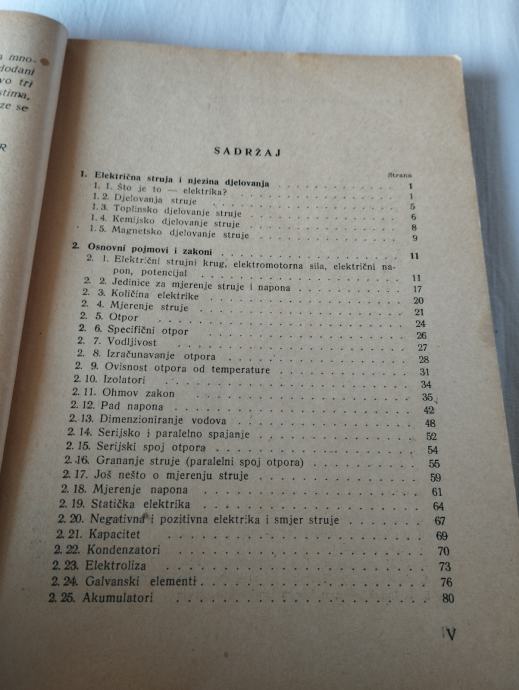 mno-
dodani
vo tri
stima,
ze se
R
SADRŽAJ
Strana
1. Električna struja i njezina djelovanja 1
1. 1. Što je to — elektrika? 1
1. 2. Djelovanja struje 5
1. 3. Toplinsko djelovanje struje 6
1. 4. Kemijsko djelovanje struje 8
1. 5. Magnetsko djelovanje struje 9
2. Osnovni pojmovi i zakoni 11
2. 1. Električni strujni krug, elektromotorna sila, električni na-
pon, potencijal 11
2. 2. Jedinice za mjerenje struje i napona 17
2. 3. Količina elektrike 20
2. 4. Mjerenje struje 21
2. 5. Otpor 24
2. 6. Specifični otpor 26
2. 7. Vodljivost 27
2. 8. Izračunavanje otpora 28
2. 9. Ovisnost otpora od temperature 31
2. 10. Izolatori 34
2. 11. Ohmov zakon 35
2. 12. Pad napona 42
2. 13. Dimenzioniranje vodova 48
2. 14. Serijsko i paralelno spajanje 52
2. 15. Serijski spoj otpora 54
2. 16. Grananje struje (paralelni spoj otpora) 55
2. 17. Još nešto o mjerenju struje 59
2. 18. Mjerenje napona 61
2. 19. Statička elektrika 64
2. 20. Negativna i pozitivna elektrika i smjer struje 67
2. 21. Kapacitet 69
2. 22. Kondenzatori 70
2. 23. Elektroliza 73
2. 24. Galvanski elementi 76
2. 25. Akumulatori 80
V